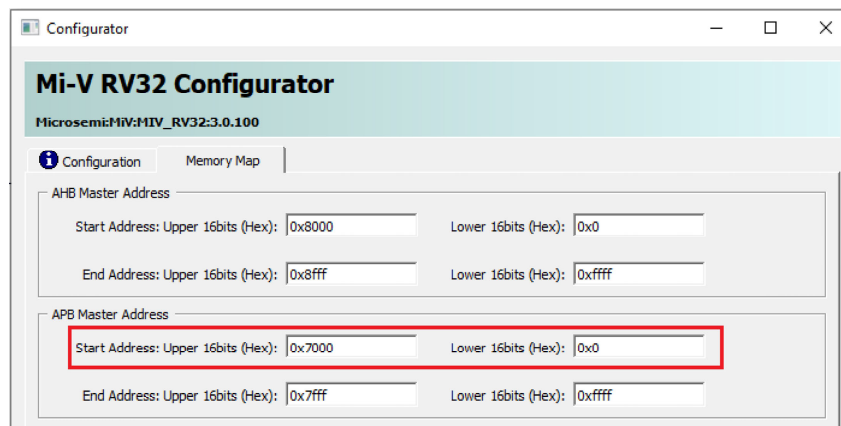 Configurator
Mi-V RV32 Configurator
Microsemi:MiV:MIV_RV32:3.0.100
Configuration Memory Map
AHB Master Address
Start Address: Upper 16bits (Hex): 0x8000 Lower 16bits (Hex): 0x0
End Address: Upper 16bits (Hex): 0x8fff Lower 16bits (Hex): 0xffff
APB Master Address
Start Address: Upper 16bits (Hex): 0x7000 Lower 16bits (Hex): 0x0
End Address: Upper 16bits (Hex): 0x7fff Lower 16bits (Hex): 0xffff